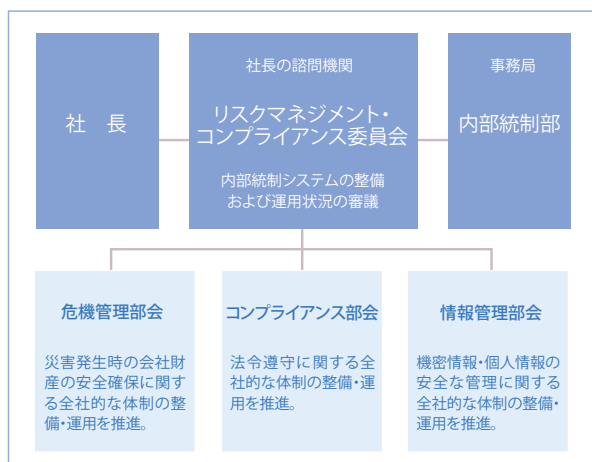 社　長
社長の諮問機関
リスクマネジメント・
コンプライアンス委員会
内部統制システムの整備
および運用状況の審議
事務局
内部統制部
危機管理部会
災害発生時の会社財
産の安全確保に関す
る全社的な体制の整
備・運用を推進。
コンプライアンス部会
法令遵守に関する全
社的な体制の整備・運
用を推進。
情報管理部会
機密情報・個人情報の
安全な管理に関する
全社的な体制の整備・
運用を推進。